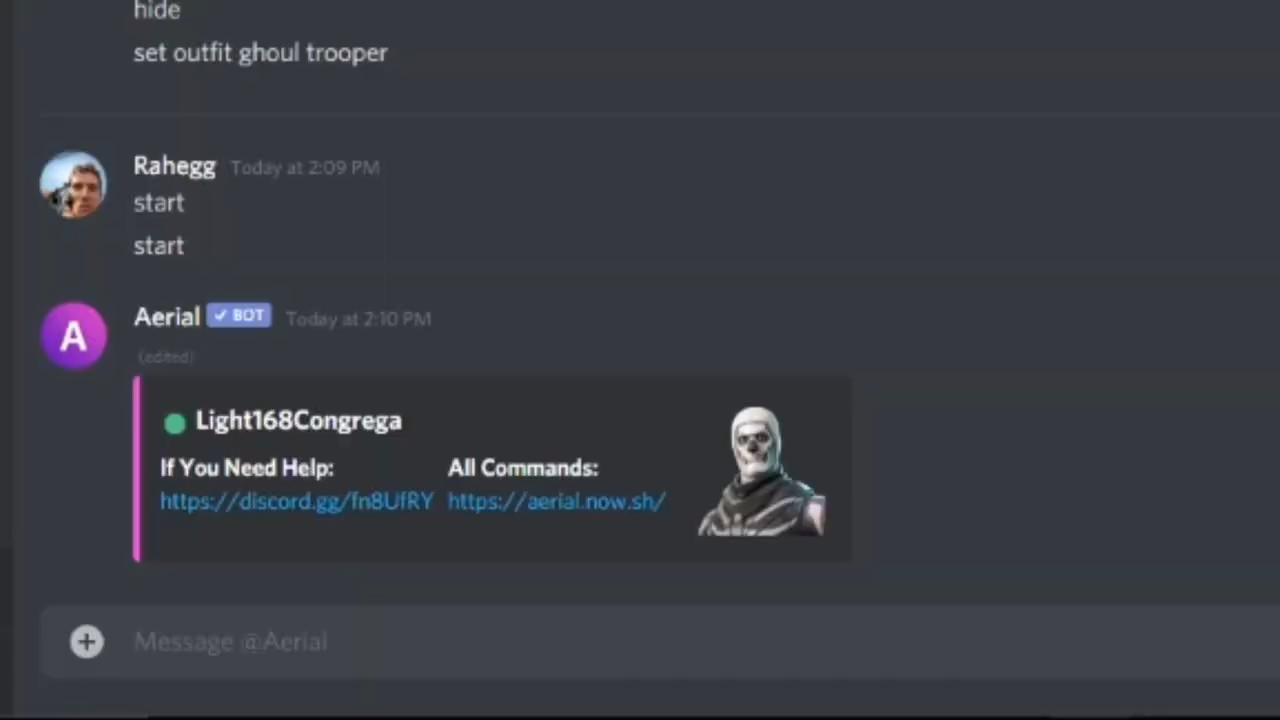 hide
set outfit ghoul trooper
Rahegg Today at 2:09 PM
start
start
A
Aerial ✓ BOT Today at 2:10 PM
(edited)
Light168Congrega
If You Need Help: All Commands:
https://discord.gg/fn8UfRY https://aerial.now.sh/
Message @Aerial